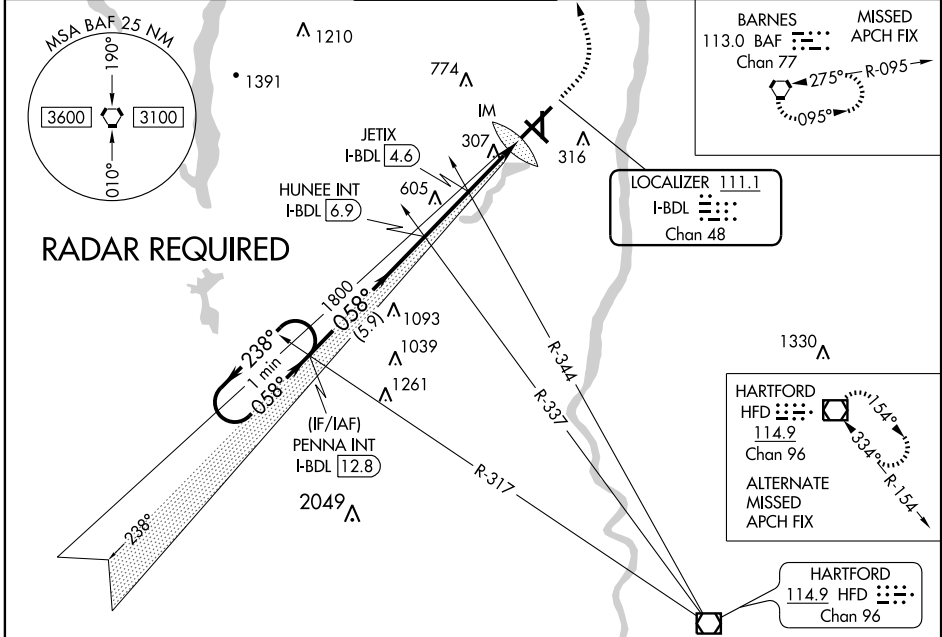 MSA BAF 25 NM
190°
3600
3100
010°
1210
1391
774
IM
307
316
JETIX
I-BDL 4.6
HUNEE INT
I-BDL 6.9
605
RADAR REQUIRED
LOCALIZER 111.1
I-BDL
Chan 48
BARNES
113.0 BAF
Chan 77
MISSED
APCH FIX
275°
R-095
095°
1800
058°
(5.9)
238°
1 min
058°
1093
1039
1261
(IF/IAF)
PENNA INT
I-BDL 12.8
2049
238°
R-344
R-337
R-317
1330
HARTFORD
HFD
114.9
Chan 96
154°
334°
R-154
ALTERNATE
MISSED
APCH FIX
HARTFORD
114.9 HFD
Chan 96